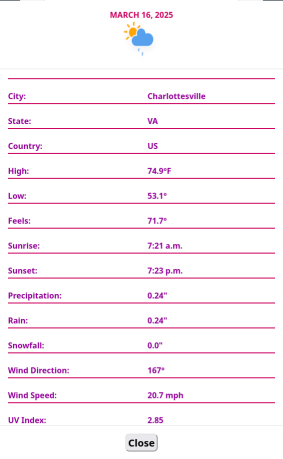 MARCH 16, 2025
City: Charlottesville
State: VA
Country: US
High: 74.9°F
Low: 53.1°
Feels: 71.7°
Sunrise: 7:21 a.m.
Sunset: 7:23 p.m.
Precipitation: 0.24"
Rain: 0.24"
Snowfall: 0.0"
Wind Direction: 167°
Wind Speed: 20.7 mph
UV Index: 2.85
Close